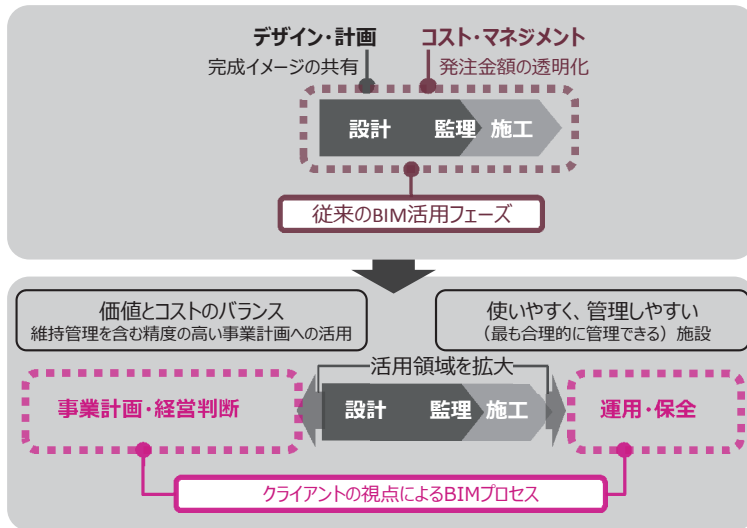 デザイン・計画
完成イメージの共有
コスト・マネジメント
発注金額の透明化
設計 監理 施工
従来のBIM活用フェーズ
価値とコストのバランス
維持管理を含む精度の高い事業計画への活用
使いやすく、管理しやすい
（最も合理的に管理できる）施設
活用領域を拡大
事業計画・経営判断
設計 監理 施工
運用・保全
クライアントの視点によるBIMプロセス